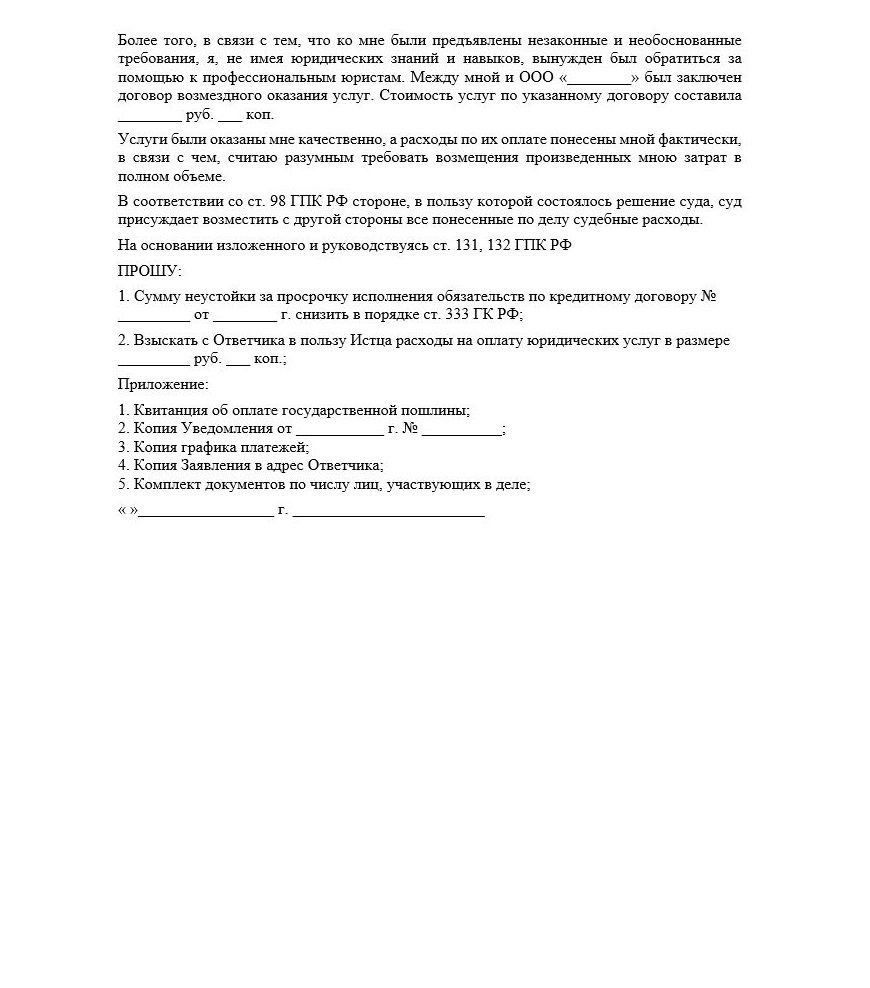 Более того, в связи с тем, что ко мне были предъявлены незаконные и необоснованные
требования, я, не имея юридических знаний и навыков, вынужден был обратиться за
помощью к профессиональным юристам. Между мной и ООО «________» был заключен
договор возмездного оказания услуг. Стоимость услуг по указанному договору составила
________ руб. ___ коп.
Услуги были оказаны мне качественно, а расходы по их оплате понесены мной фактически,
в связи с чем, считаю разумным требовать возмещения произведенных мною затрат в
полном объеме.
В соответствии со ст. 98 ГПК РФ стороне, в пользу которой состоялось решение суда, суд
присуждает возместить с другой стороны все понесенные по делу судебные расходы.
На основании изложенного и руководствуясь ст. 131, 132 ГПК РФ
ПРОШУ:
1. Сумму неустойки за просрочку исполнения обязательств по кредитному договору №
_________ от ________ г. снизить в порядке ст. 333 ГК РФ;
2. Взыскать с Ответчика в пользу Истца расходы на оплату юридических услуг в размере
_________ руб. ___ коп.;
Приложение:
1. Квитанция об оплате государственной пошлины;
2. Копия Уведомления от ___________ г. № __________;
3. Копия графика платежей;
4. Копия Заявления в адрес Ответчика;
5. Комплект документов по числу лиц, участвующих в деле;
« »_________________ г. ________________________